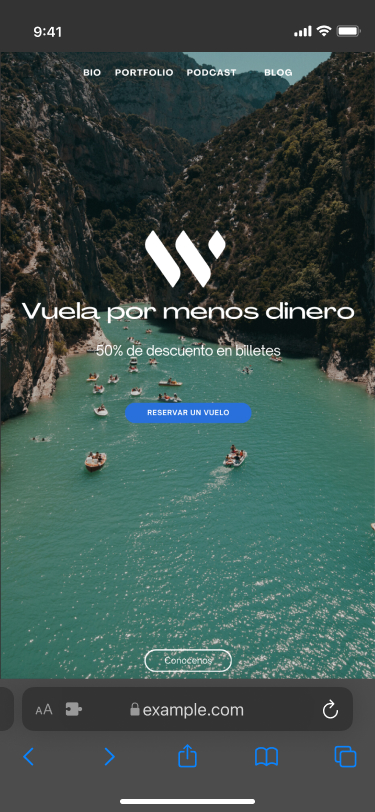 9:41
BIO PORTFOLIO PODCAST BLOG
Vuela por menos dinero
50% de descuento en billetes
RESERVAR UN VUELO
Conócenos
AA example.com